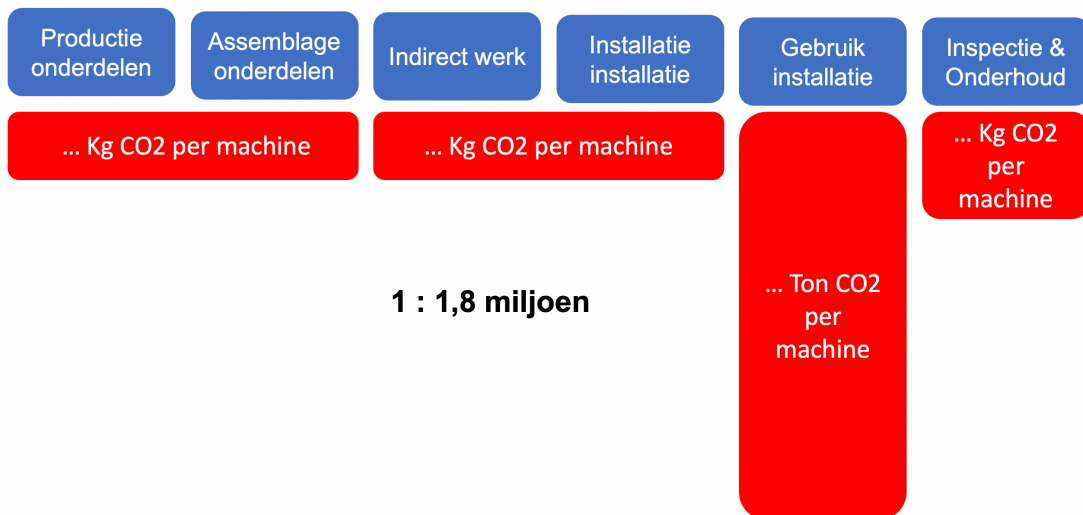 Productie
onderdelen
Assemblage
onderdelen
Indirect werk
Installatie
installatie
Gebruik
installatie
Inspectie &
Onderhoud
... Kg CO2 per machine
... Kg CO2 per machine
... Ton CO2
per
machine
... Kg CO2
per
machine
1 : 1,8 miljoen